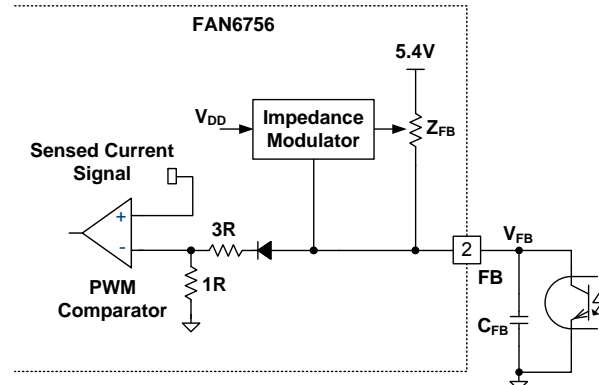 FAN6756
5.4V
VDD
Impedance
Modulator
ZFB
Sensed Current
Signal
+
-
3R
1R
PWM
Comparator
2
FB
VFB
CFB